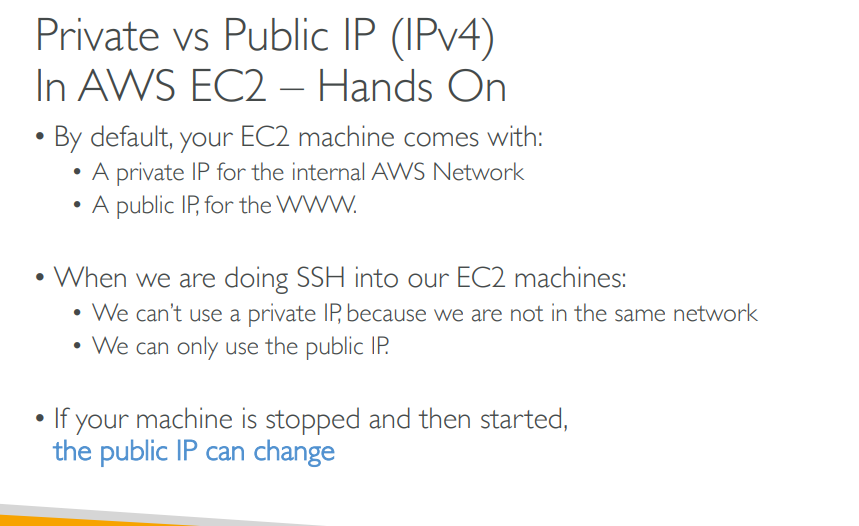 Private vs Public IP (IPv4)
In AWS EC2 – Hands On
• By default, your EC2 machine comes with:
• A private IP for the internal AWS Network
• A public IP, for the WWW.
• When we are doing SSH into our EC2 machines:
• We can’t use a private IP, because we are not in the same network
• We can only use the public IP.
• If your machine is stopped and then started,
the public IP can change